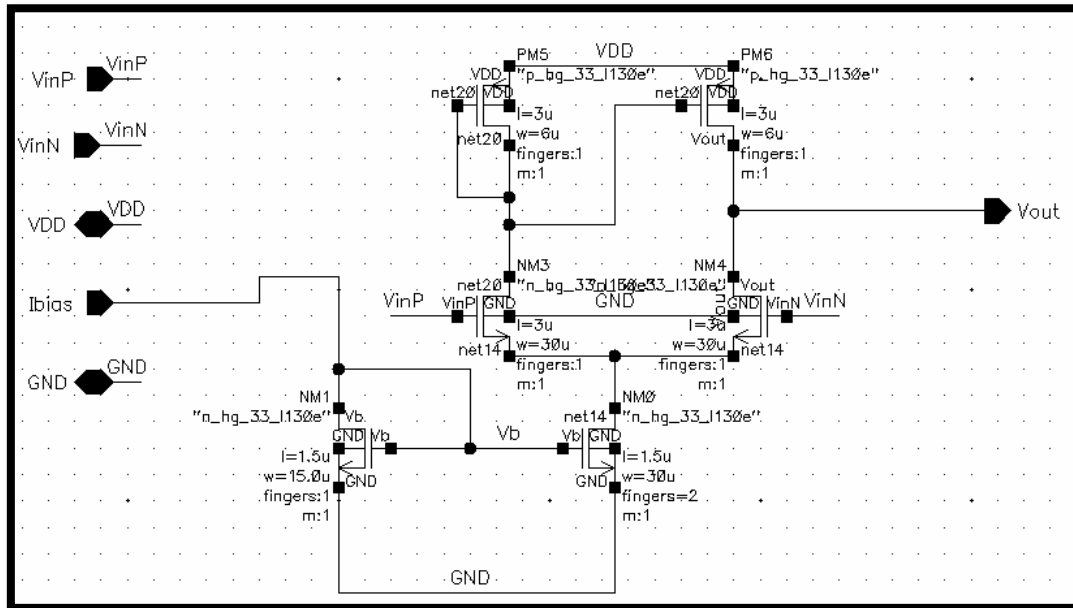 VinP
VinP
VinN
VinN
VDD
VDD
Ibias
GND
GND
PM5
VDD
PM6
VDD
"p_hg_33_l130e"
VDD
"p_hg_33_l130e"
net20
VDD
net20
VDD
l=3u
l=3u
w=6u
w=6u
net20
Vout
fingers:1
fingers:1
m:1
m:1
Vout
NM3
NM4
net20
Vout
GND
VinP
VinP
GND
GND
VinN
VinN
l=3u
l=3u
w=30u
w=30u
net14
net14
fingers:1
fingers:1
m:1
m:1
NM1
NM0
"n_hg_33_l130e"
net14
"n_hg_33_l130e"
Vb
GND
Vb
Vb
Vb
GND
l=1.5u
l=1.5u
w=15.0u
w=30u
GND
GND
fingers:1
fingers=2
m:1
m:1
GND